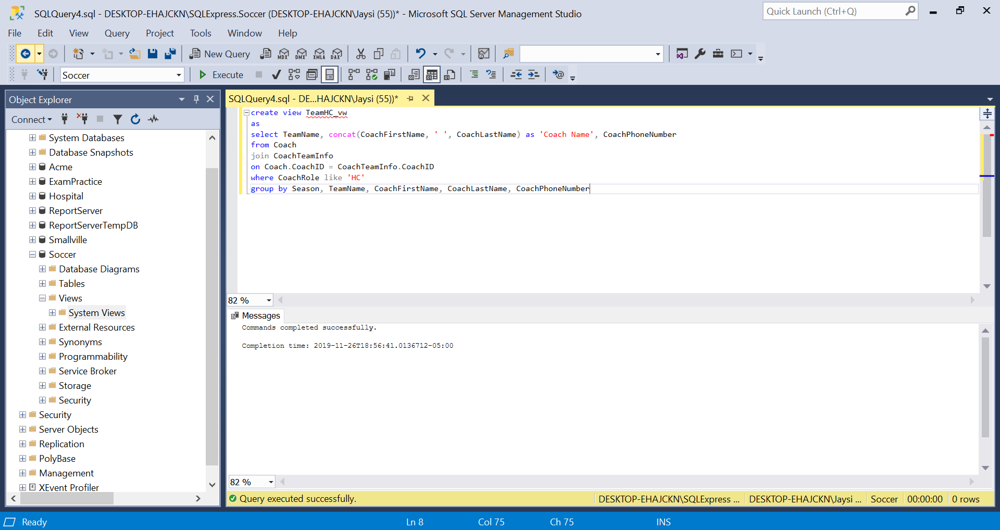 SQLQuery4.sql - DESKTOP-EHAJCKN\SQLExpress.Soccer (DESKTOP-EHAJCKN\Jaysi (55))* - Microsoft SQL Server Management Studio
Quick Launch (Ctrl+Q)
File Edit View Query Project Tools Window Help
New Query MDX DMX XMLA DAX
Soccer Execute
Object Explorer
Connect
System Databases
Database Snapshots
Acme
ExamPractice
Hospital
ReportServer
ReportServerTempDB
Smallville
Soccer
Database Diagrams
Tables
Views
System Views
External Resources
Synonyms
Programmability
Service Broker
Storage
Security
Security
Server Objects
Replication
PolyBase
Management
XEvent Profiler
SQLQuery4.sql - DE...HAJCKN\Jaysi (55))*
create view TeamHC_vw
as
select TeamName, concat(CoachFirstName, ' ', CoachLastName) as 'Coach Name', CoachPhoneNumber
from Coach
join CoachTeamInfo
on Coach.CoachID = CoachTeamInfo.CoachID
where CoachRole like 'HC'
group by Season, TeamName, CoachFirstName, CoachLastName, CoachPhoneNumber
82 %
Messages
Commands completed successfully.
Completion time: 2019-11-26T18:56:41.0136712-05:00
82 %
Query executed successfully. DESKTOP-EHAJCKN\SQLExpress ... DESKTOP-EHAJCKN\Jaysi ... Soccer 00:00:00 0 rows
Ready Ln 8 Col 75 Ch 75 INS